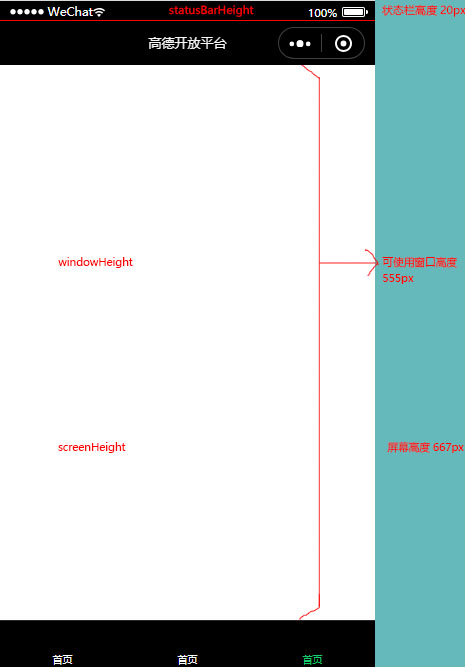 WeChat
statusBarHeight
100%
状态栏高度 20px
高德开放平台
windowHeight
可使用窗口高度
555px
screenHeight
屏幕高度 667px
首页
首页
首页